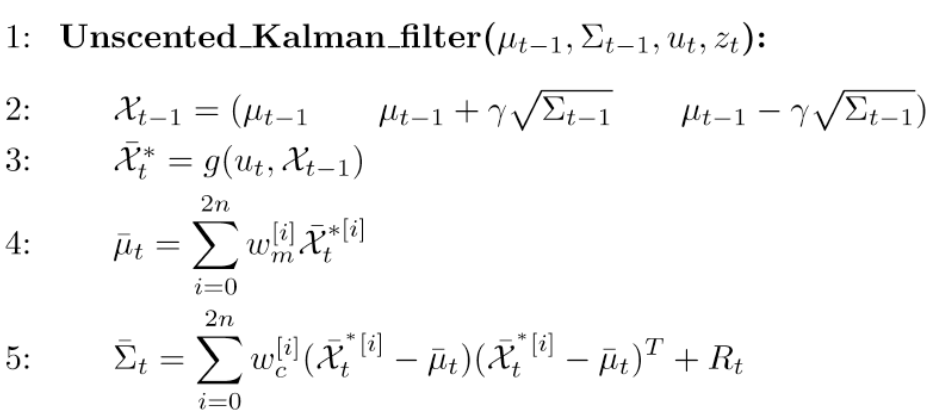 1: Unscented_Kalman_filter(μ_{t−1}, Σ_{t−1}, u_t, z_t):
2: 𝒳_{t−1} = (μ_{t−1}   μ_{t−1} + γ√Σ_{t−1}   μ_{t−1} − γ√Σ_{t−1})
3: 𝒳̄_t^* = g(u_t, 𝒳_{t−1})
4: μ̄_t = ∑_{i=0}^{2n} w_m^{[i]} 𝒳̄_t^{*[i]}
5: Σ̄_t = ∑_{i=0}^{2n} w_c^{[i]} (𝒳̄_t^{*[i]} − μ̄_t)(𝒳̄_t^{*[i]} − μ̄_t)^T + R_t